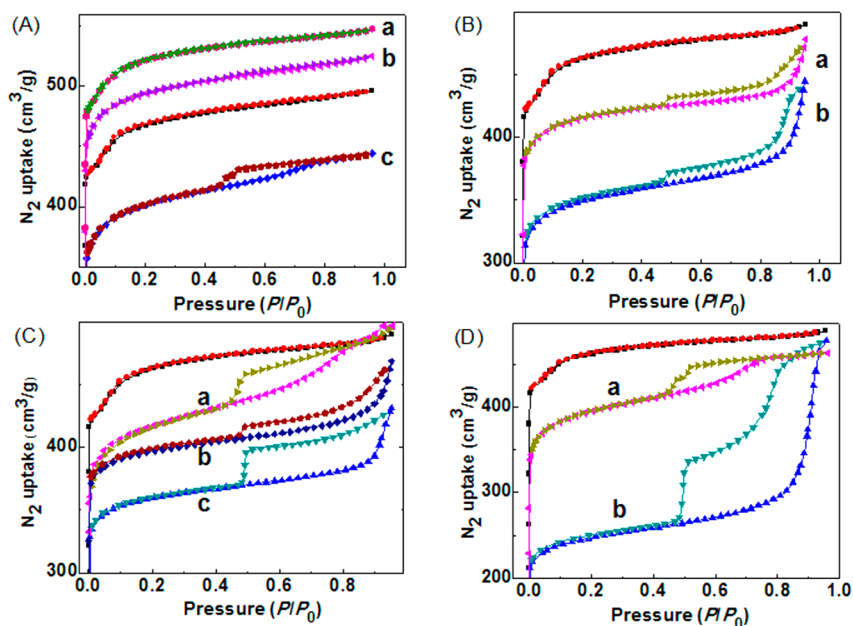 (A)
N2 uptake (cm3/g)
500
400
a
b
c
0.0 0.2 0.4 0.6 0.8 1.0
Pressure (P/P0)
(B)
N2 uptake (cm3/g)
500
400
300
a
b
0.0 0.2 0.4 0.6 0.8 1.0
Pressure (P/P0)
(C)
N2 uptake (cm3/g)
400
300
a
b
c
0.0 0.2 0.4 0.6 0.8
Pressure (P/P0)
(D)
N2 uptake (cm3/g)
400
300
200
a
b
0.0 0.2 0.4 0.6 0.8 1.0
Pressure (P/P0)